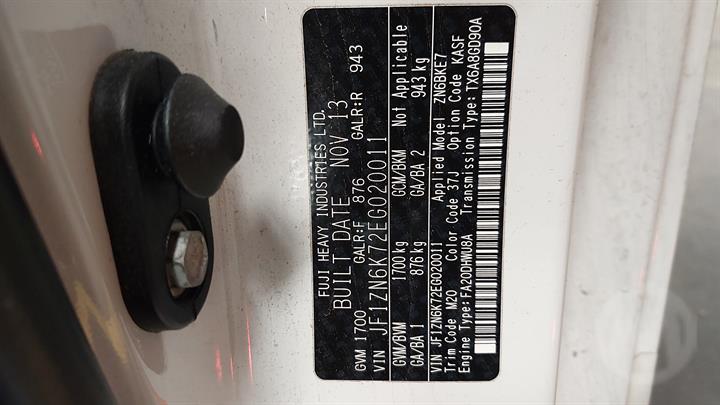 FUJI HEAVY INDUSTRIES LTD.
BUILT DATE NOV 13
GVM 1700 GALR:F 876 GALR:R 943
VIN JF1ZN6K72EG020011
GVM/BVM 1700 kg GCM/BKM Not Applicable
GA/BA 1 876 kg GA/BA 2 943 kg
VIN JF1ZN6K72EG020011 Applied Model ZN6BKE7
Trim Code M20 Color Code 37J Option Code KASF
Engine Type: FA20DHWU8A Transmission Type: TX6A8GD90A